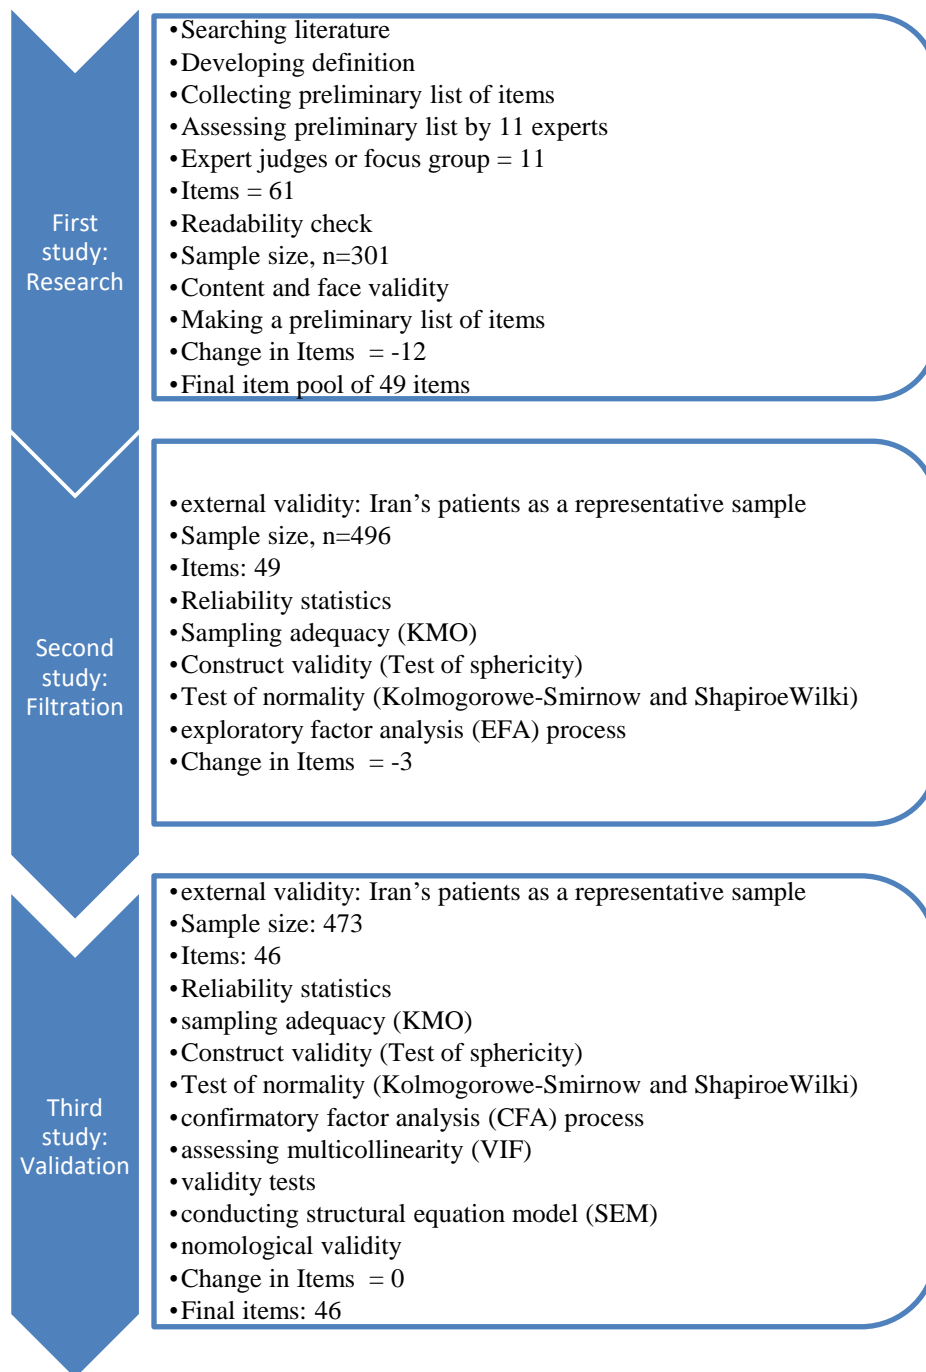 First
study:
Research
•Searching literature
•Developing definition
•Collecting preliminary list of items
•Assessing preliminary list by 11 experts
•Expert judges or focus group = 11
•Items = 61
•Readability check
•Sample size, n=301
•Content and face validity
•Making a preliminary list of items
•Change in Items  = -12
•Final item pool of 49 items
Second
study:
Filtration
•external validity: Iran’s patients as a representative sample
•Sample size, n=496
•Items: 49
•Reliability statistics
•Sampling adequacy (KMO)
•Construct validity (Test of sphericity)
•Test of normality (Kolmogorowe-Smirnow and ShapiroeWilki)
•exploratory factor analysis (EFA) process
•Change in Items  = -3
Third
study:
Validation
•external validity: Iran’s patients as a representative sample
•Sample size: 473
•Items: 46
•Reliability statistics
•sampling adequacy (KMO)
•Construct validity (Test of sphericity)
•Test of normality (Kolmogorowe-Smirnow and ShapiroeWilki)
•confirmatory factor analysis (CFA) process
•assessing multicollinearity (VIF)
•validity tests
•conducting structural equation model (SEM)
•nomological validity
•Change in Items  = 0
•Final items: 46